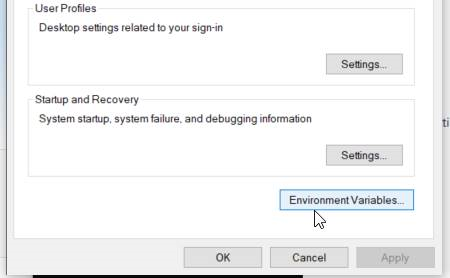 User Profiles
Desktop settings related to your sign-in
Settings...
Startup and Recovery
System startup, system failure, and debugging information
Settings...
Environment Variables...
OK
Cancel
Apply